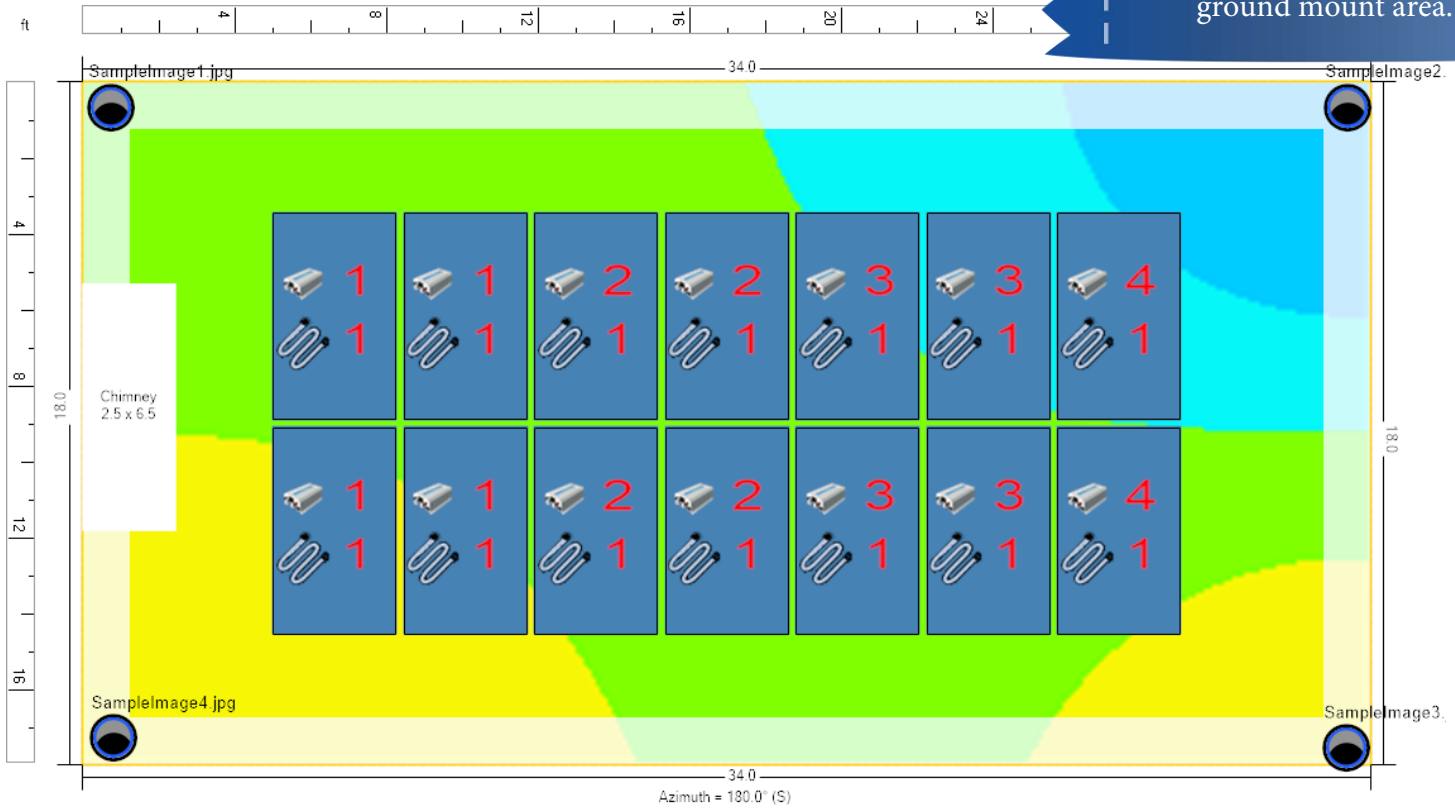 ft
4
8
12
16
20
24
ground mount area.
SampleImage1.jpg
34.0
SampleImage2.
4
8
12
16
18.0
18.0
1 1 2 2 3 3 4
1 1 1 1 1 1 1
Chimney
2.5 x 6.5
1 1 2 2 3 3 4
1 1 1 1 1 1 1
SampleImage4.jpg
SampleImage3.
34.0
Azimuth = 180.0° (S)